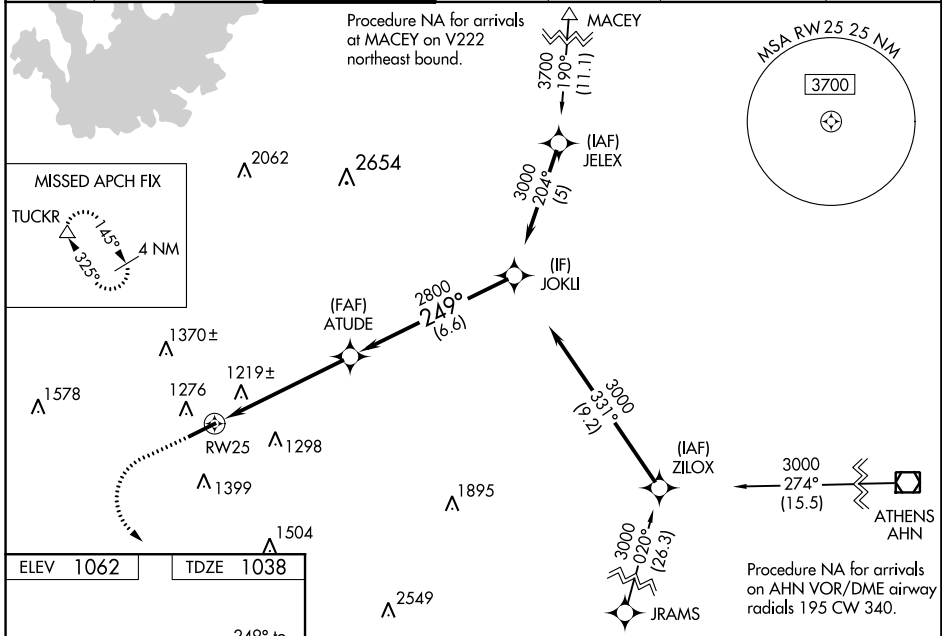 Procedure NA for arrivals
at MACEY on V222
northeast bound.
MACEY
3700
190°
(11.1)
MSA RW25 25 NM
3700
(IAF)
JELEX
2062
2654
3000
204°
(5)
MISSED APCH FIX
TUCKR
145°
325°
4 NM
(IF)
JOKLI
2800
249°
(6.6)
(FAF)
ATUDE
1370±
1219±
1578
1276
RW25
1298
1399
3000
331°
(9.2)
(IAF)
ZILOX
3000
274°
(15.5)
ATHENS
AHN
1895
1504
3000
020°
(26.3)
JRAMS
Procedure NA for arrivals
on AHN VOR/DME airway
radials 195 CW 340.
ELEV 1062
TDZE 1038
2549
249° to